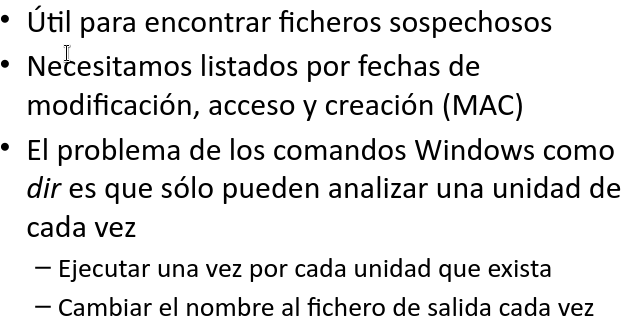 • Útil para encontrar ficheros sospechosos
• Necesitamos listados por fechas de
modificación, acceso y creación (MAC)
• El problema de los comandos Windows como
dir es que sólo pueden analizar una unidad de
cada vez
– Ejecutar una vez por cada unidad que exista
– Cambiar el nombre al fichero de salida cada vez